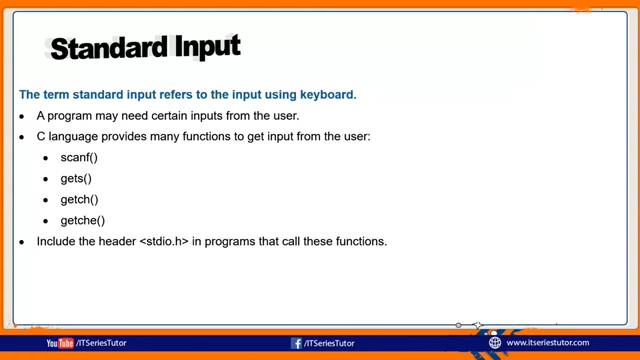 Standard Input
The term standard input refers to the input using keyboard.
• A program may need certain inputs from the user.
• C language provides many functions to get input from the user:
• scanf()
• gets()
• getch()
• getche()
• Include the header <stdio.h> in programs that call these functions.
You Tube /ITSeriesTutor
f /ITSeriesTutor
www.itseriestutor.com